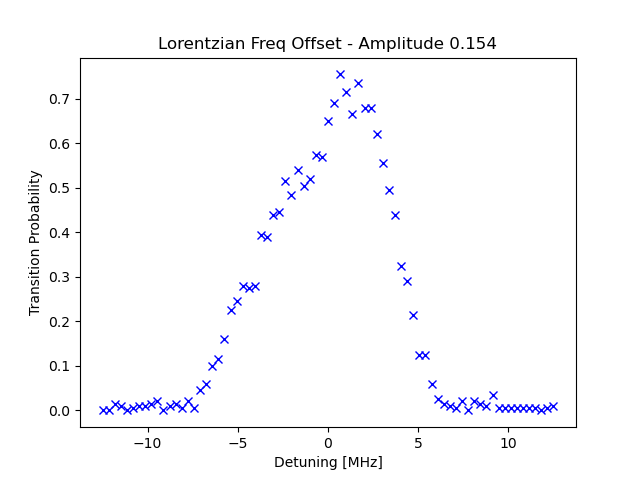 Lorentzian Freq Offset - Amplitude 0.154
Transition Probability
0.7
0.6
0.5
0.4
0.3
0.2
0.1
0.0
−10 −5 0 5 10
Detuning [MHz]